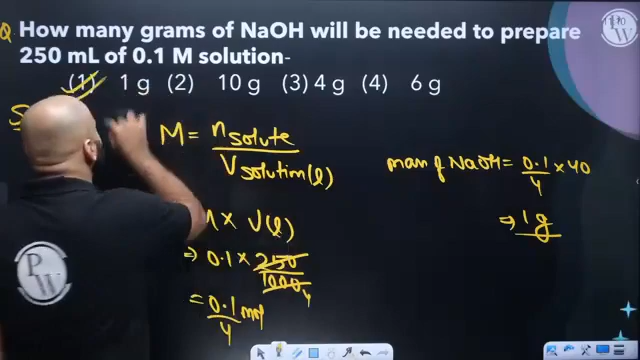 Q How many grams of NaOH will be needed to prepare
250 mL of 0.1 M solution-
(1) 1 g (2) 10 g (3) 4 g (4) 6 g
M = n solute / V solution (l)
mass of NaOH = 0.1/4 × 40
⇒ 1 g
× V(l)
⇒ 0.1 × 250/1000 4
= 0.1/4 mol
P
W
P
W